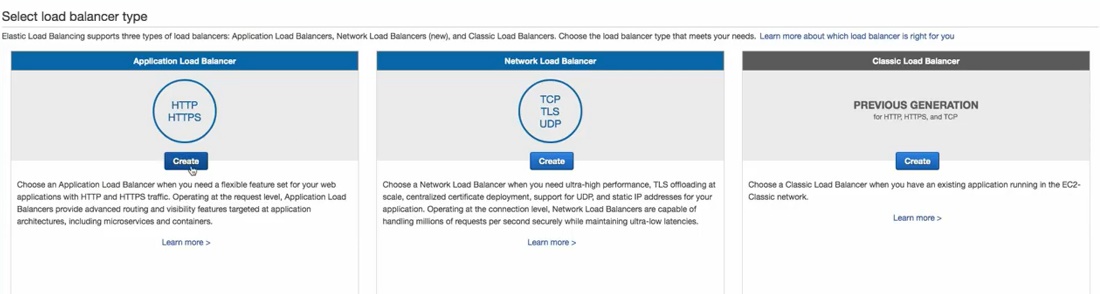 Select load balancer type
Elastic Load Balancing supports three types of load balancers: Application Load Balancers, Network Load Balancers (new), and Classic Load Balancers. Choose the load balancer type that meets your needs. Learn more about which load balancer is right for you
Application Load Balancer
HTTP
HTTPS
Create
Choose an Application Load Balancer when you need a flexible feature set for your web
applications with HTTP and HTTPS traffic. Operating at the request level, Application Load
Balancers provide advanced routing and visibility features targeted at application
architectures, including microservices and containers.
Learn more >
Network Load Balancer
TCP
TLS
UDP
Create
Choose a Network Load Balancer when you need ultra-high performance, TLS offloading at
scale, centralized certificate deployment, support for UDP, and static IP addresses for your
application. Operating at the connection level, Network Load Balancers are capable of
handling millions of requests per second securely while maintaining ultra-low latencies.
Learn more >
Classic Load Balancer
PREVIOUS GENERATION
for HTTP, HTTPS, and TCP
Create
Choose a Classic Load Balancer when you have an existing application running in the EC2-
Classic network.
Learn more >